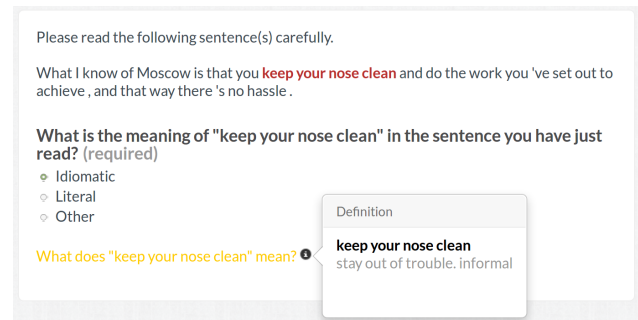 Please read the following sentence(s) carefully.
What I know of Moscow is that you keep your nose clean and do the work you 've set out to
achieve , and that way there 's no hassle .
What is the meaning of "keep your nose clean" in the sentence you have just
read? (required)
Idiomatic
Literal
Other
What does "keep your nose clean" mean?
Definition
keep your nose clean
stay out of trouble. informal